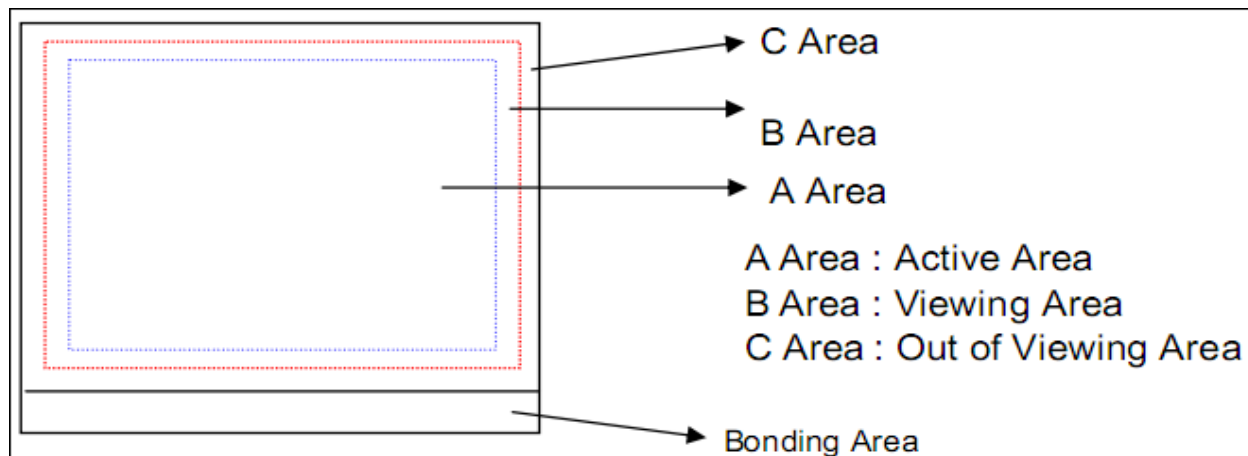 C Area
B Area
A Area
A Area : Active Area
B Area : Viewing Area
C Area : Out of Viewing Area
Bonding Area